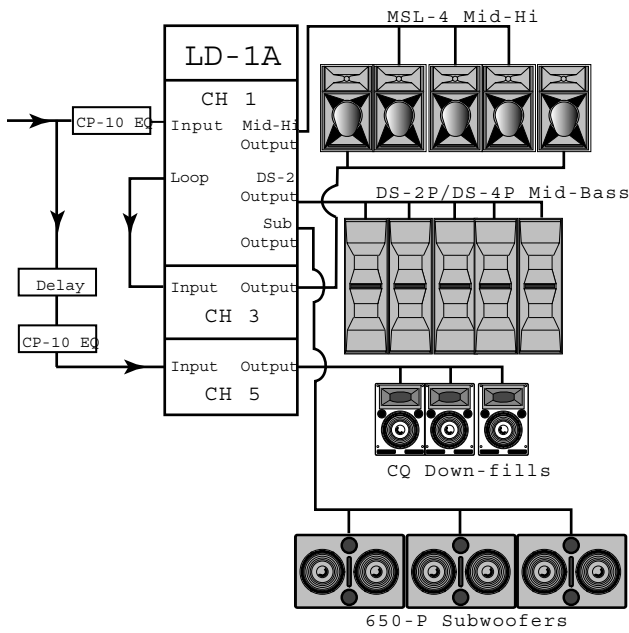 MSL-4 Mid-Hi
LD-1A
CH 1
CP-10 EQ
Input
Mid-Hi
Output
Loop
DS-2
Output
DS-2P/DS-4P Mid-Bass
Sub
Output
Delay
Input
Output
CH 3
CP-10 EQ
Input
Output
CH 5
CQ Down-fills
650-P Subwoofers